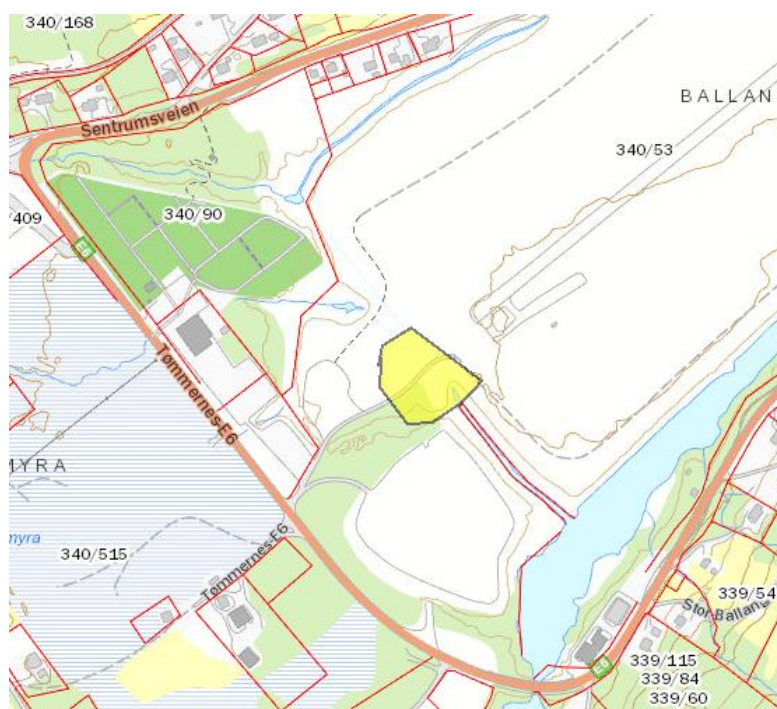 340/168
BALLAN
Sentrumsveien
340/53
340/90
/409
E6
Tømmernes-E6
MYRA
myra
340/515
Tømmernes-E6
339/54
Stor-Ballang
339/115
E6
339/84
339/60